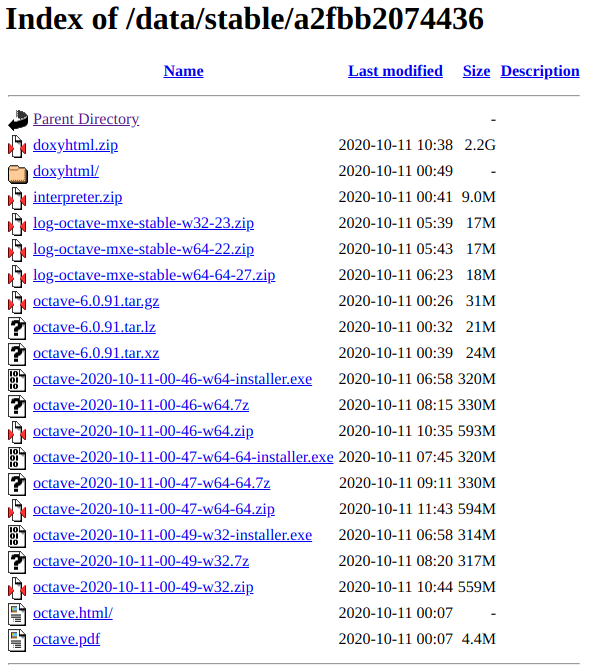 Index of /data/stable/a2fbb2074436
Name Last modified Size Description
Parent Directory -
doxyhtml.zip 2020-10-11 10:38 2.2G
doxyhtml/ 2020-10-11 00:49 -
interpreter.zip 2020-10-11 00:41 9.0M
log-octave-mxe-stable-w32-23.zip 2020-10-11 05:39 17M
log-octave-mxe-stable-w64-22.zip 2020-10-11 05:43 17M
log-octave-mxe-stable-w64-64-27.zip 2020-10-11 06:23 18M
octave-6.0.91.tar.gz 2020-10-11 00:26 31M
octave-6.0.91.tar.lz 2020-10-11 00:32 21M
octave-6.0.91.tar.xz 2020-10-11 00:39 24M
octave-2020-10-11-00-46-w64-installer.exe 2020-10-11 06:58 320M
octave-2020-10-11-00-46-w64.7z 2020-10-11 08:15 330M
octave-2020-10-11-00-46-w64.zip 2020-10-11 10:35 593M
octave-2020-10-11-00-47-w64-64-installer.exe 2020-10-11 07:45 320M
octave-2020-10-11-00-47-w64-64.7z 2020-10-11 09:11 330M
octave-2020-10-11-00-47-w64-64.zip 2020-10-11 11:43 594M
octave-2020-10-11-00-49-w32-installer.exe 2020-10-11 06:58 314M
octave-2020-10-11-00-49-w32.7z 2020-10-11 08:20 317M
octave-2020-10-11-00-49-w32.zip 2020-10-11 10:44 559M
octave.html/ 2020-10-11 00:07 -
octave.pdf 2020-10-11 00:07 4.4M